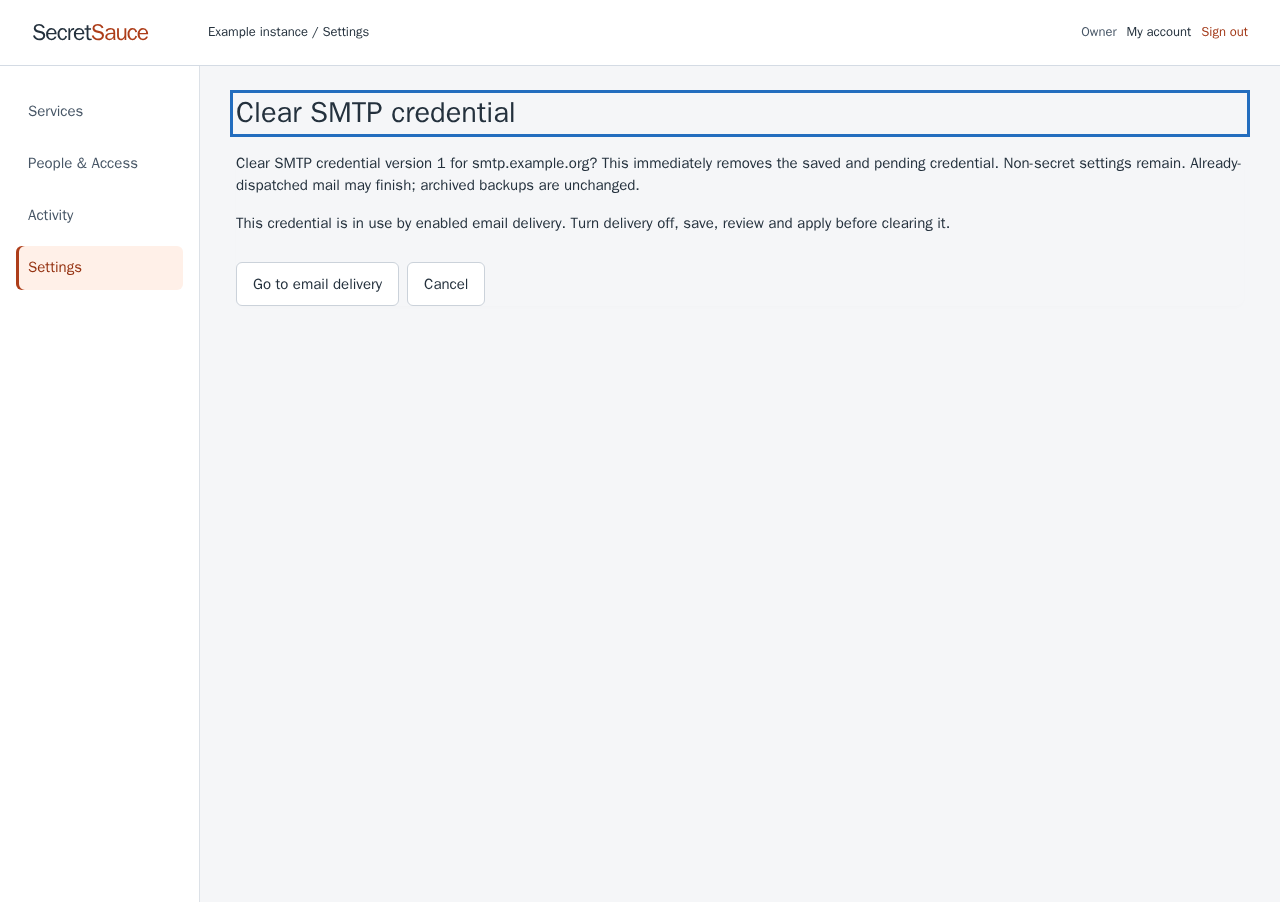 SecretSauce
Example instance / Settings
Owner My account Sign out
Services
People & Access
Activity
Settings
Clear SMTP credential
Clear SMTP credential version 1 for smtp.example.org? This immediately removes the saved and pending credential. Non-secret settings remain. Already-
dispatched mail may finish; archived backups are unchanged.
This credential is in use by enabled email delivery. Turn delivery off, save, review and apply before clearing it.
Go to email delivery
Cancel